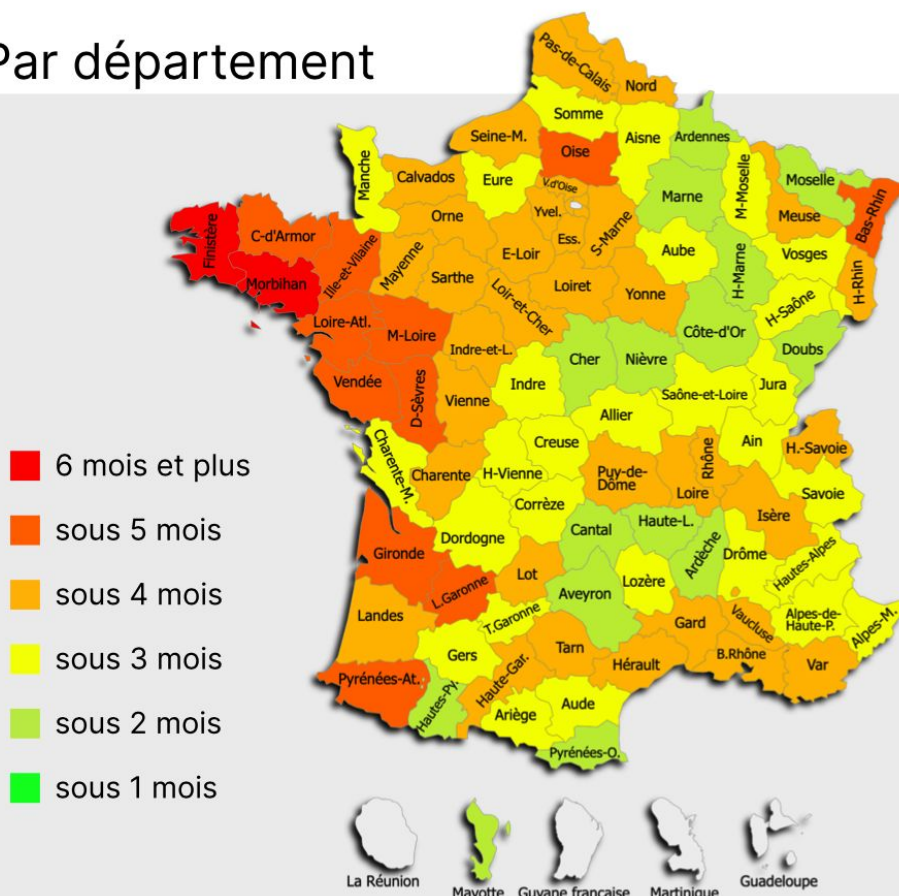 Par département
Pas-de-Calais
Nord
Somme
Seine-M.
Oise
Aisne
Ardennes
Manche
Calvados
Eure
V.d'Oise
Marne
M-Moselle
Moselle
Meuse
Bas-Rhin
Orne
Yvel.
Ess.
S-Marne
Aube
H-Marne
Vosges
H-Rhin
Finistère
C-d'Armor
Ille-et-Vilaine
Mayenne
Morbihan
Sarthe
E-Loir
Loiret
Yonne
Loir-et-Cher
Côte-d'Or
H-Saône
Loire-Atl.
M-Loire
Indre-et-L.
Cher
Nièvre
Doubs
Vendée
D-Sèvres
Vienne
Indre
Saône-et-Loire
Jura
Allier
Charente-M.
Charente
H-Vienne
Creuse
Puy-de-
Dôme
Loire
Rhône
Ain
H.-Savoie
Savoie
Isère
Corrèze
Dordogne
Gironde
Cantal
Haute-L.
Ardèche
Drôme
Hautes-Alpes
Lot
L.Garonne
Aveyron
Lozère
Landes
T.Garonne
Gard
Vaucluse
Alpes-de-
Haute-P.
Alpes-M.
Gers
Haute-Gar.
Tarn
Hérault
B.Rhône
Var
Pyrénées-At.
Hautes-Py.
Ariège
Aude
Pyrénées-O.
6 mois et plus
sous 5 mois
sous 4 mois
sous 3 mois
sous 2 mois
sous 1 mois
La Réunion
Mayotte
Guyane française
Martinique
Guadeloupe